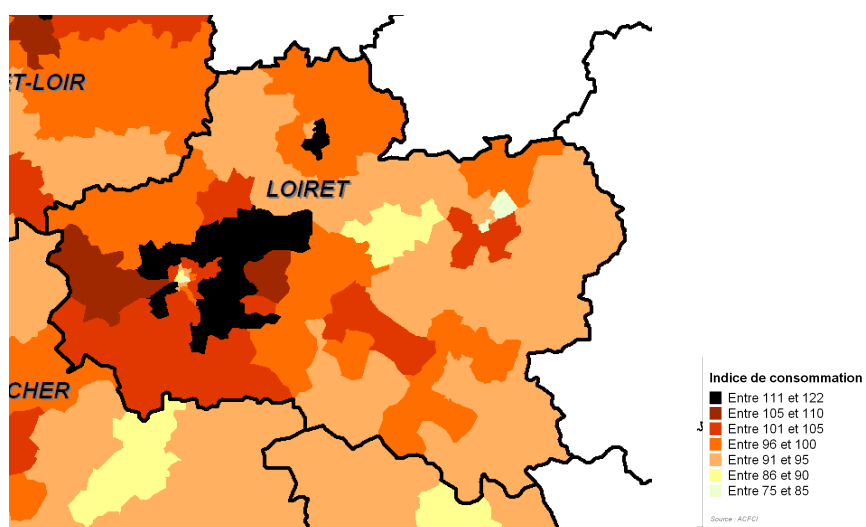 ET-LOIR
LOIRET
CHER
Indice de consommation
Entre 111 et 122
Entre 105 et 110
Entre 101 et 105
Entre 96 et 100
Entre 91 et 95
Entre 86 et 90
Entre 75 et 85
Source : ACFCI